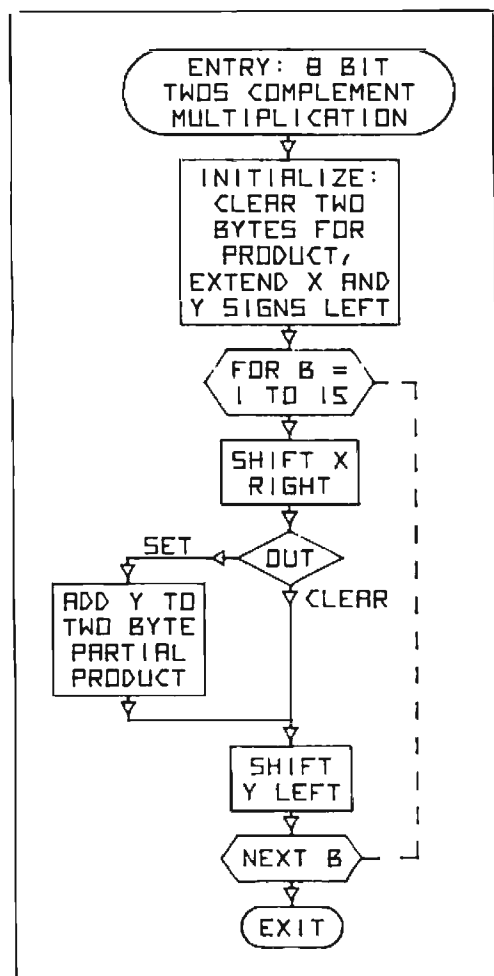 ENTRY: 8 BIT
TWOS COMPLEMENT
MULTIPLICATION
INITIALIZE:
CLEAR TWO
BYTES FOR
PRODUCT,
EXTEND X AND
Y SIGNS LEFT
FOR B =
1 TO 15
SHIFT X
RIGHT
OUT
SET
CLEAR
ADD Y TO
TWO BYTE
PARTIAL
PRODUCT
SHIFT
Y LEFT
NEXT B
EXIT